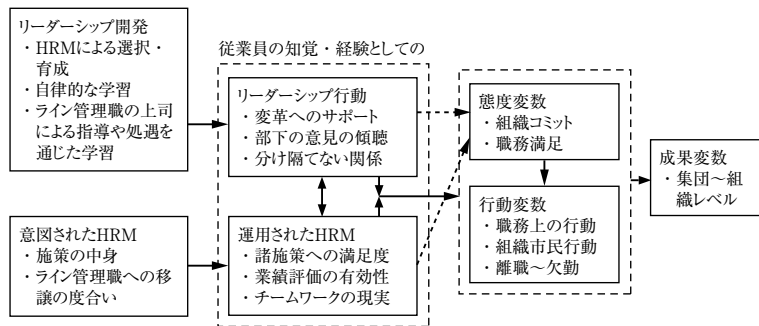 リーダーシップ開発
・HRMによる選択・
育成
・自律的な学習
・ライン管理職の上司
による指導や処遇を
通じた学習
意図されたHRM
・施策の中身
・ライン管理職への移
譲の度合い
従業員の知覚・経験としての
リーダーシップ行動
・変革へのサポート
・部下の意見の傾聴
・分け隔てない関係
運用されたHRM
・諸施策への満足度
・業績評価の有効性
・チームワークの現実
態度変数
・組織コミット
・職務満足
行動変数
・職務上の行動
・組織市民行動
・離職～欠勤
成果変数
・集団～組
織レベル